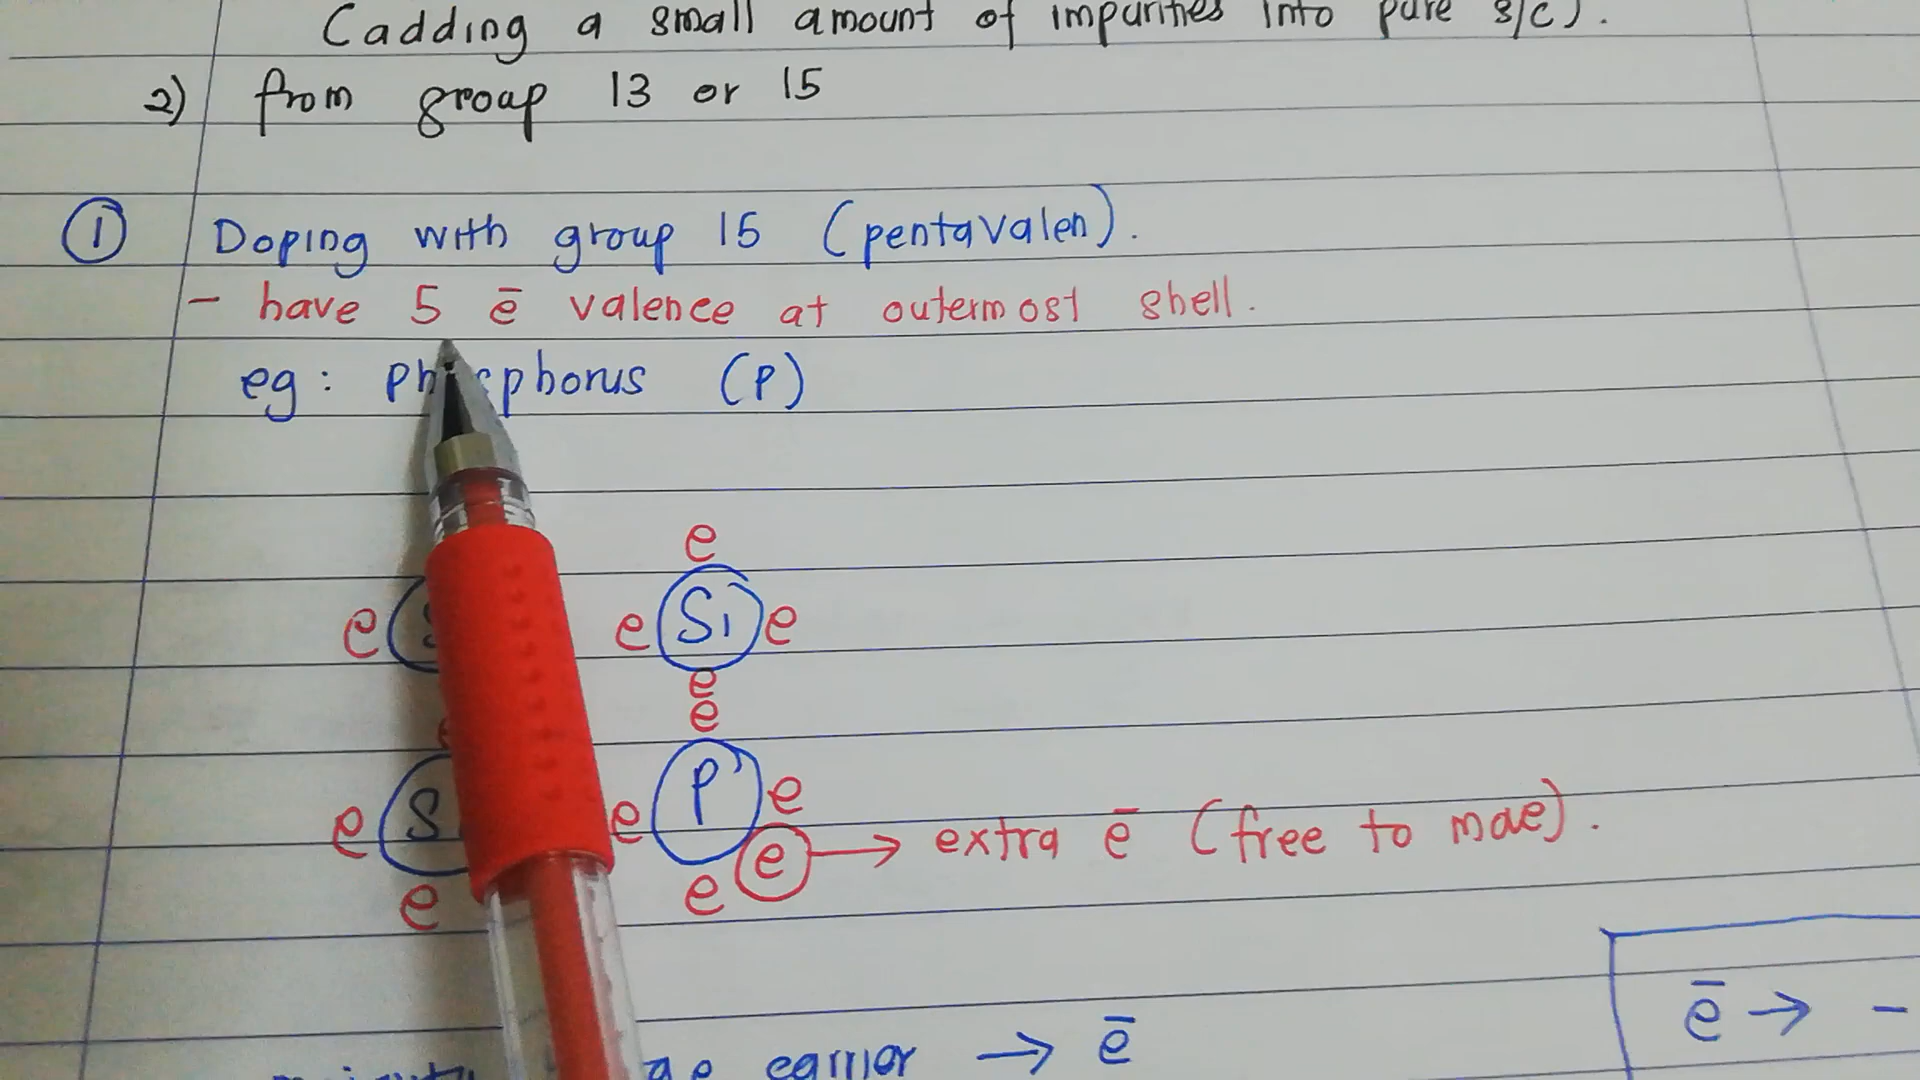 (adding a small amount of impurities into pure s/c).
2) from group 13 or 15
① Doping with group 15 (pentavalen).
- have 5 ē valence at outermost shell.
eg: phosphorus (P)
e
e e Si e
e
e
e S e P e
e → extra ē (free to move).
e e
carrier → ē
ē → -